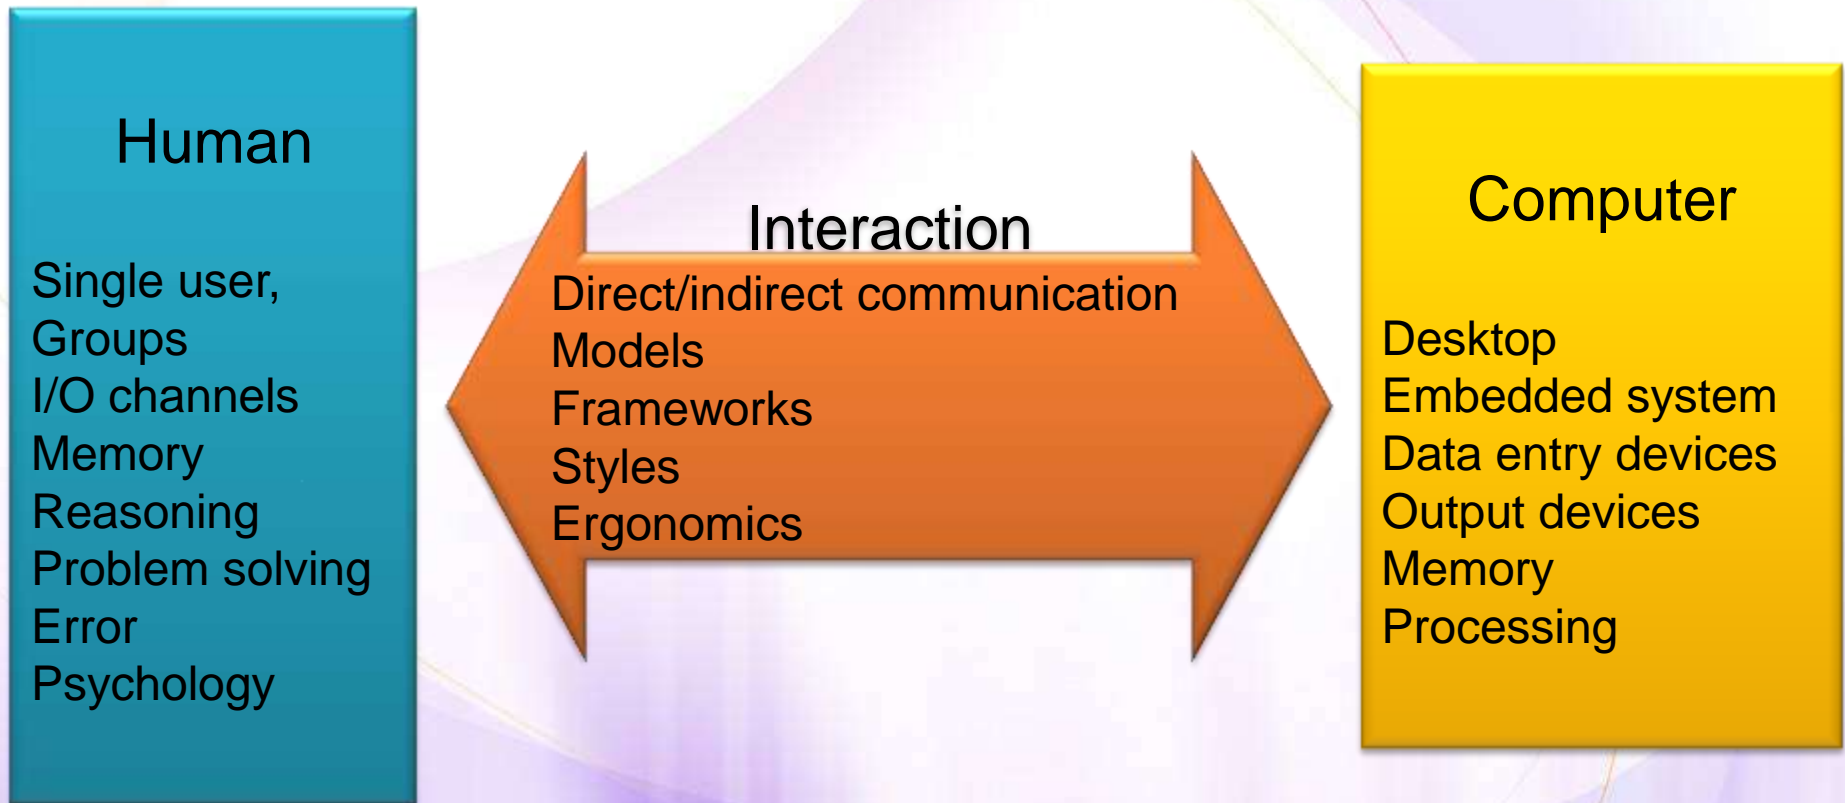 Human
Single user,
Groups
I/O channels
Memory
Reasoning
Problem solving
Error
Psychology
Interaction
Direct/indirect communication
Models
Frameworks
Styles
Ergonomics
Computer
Desktop
Embedded system
Data entry devices
Output devices
Memory
Processing